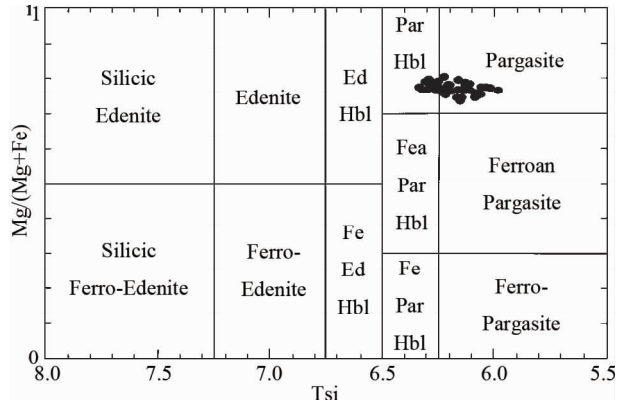 11
Mg/(Mg+Fe)
0
Silicic
Edenite
Edenite
Ed
Hbl
Par
Hbl
Pargasite
Fea
Par
Hbl
Ferroan
Pargasite
Silicic
Ferro-Edenite
Ferro-
Edenite
Fe
Ed
Hbl
Fe
Par
Hbl
Ferro-
Pargasite
8.0 7.5 7.0 6.5 6.0 5.5
Tsi